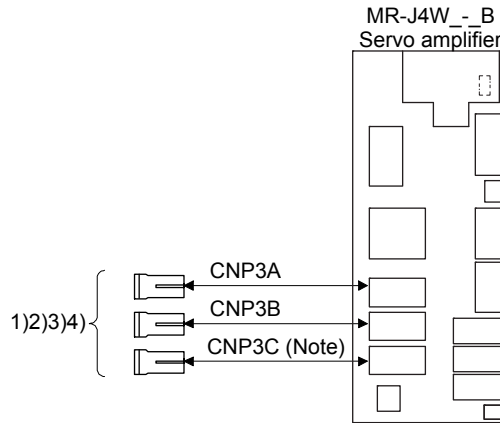 MR-J4W_-_B
Servo amplifier
CNP3A
CNP3B
1)2)3)4)
CNP3C (Note)